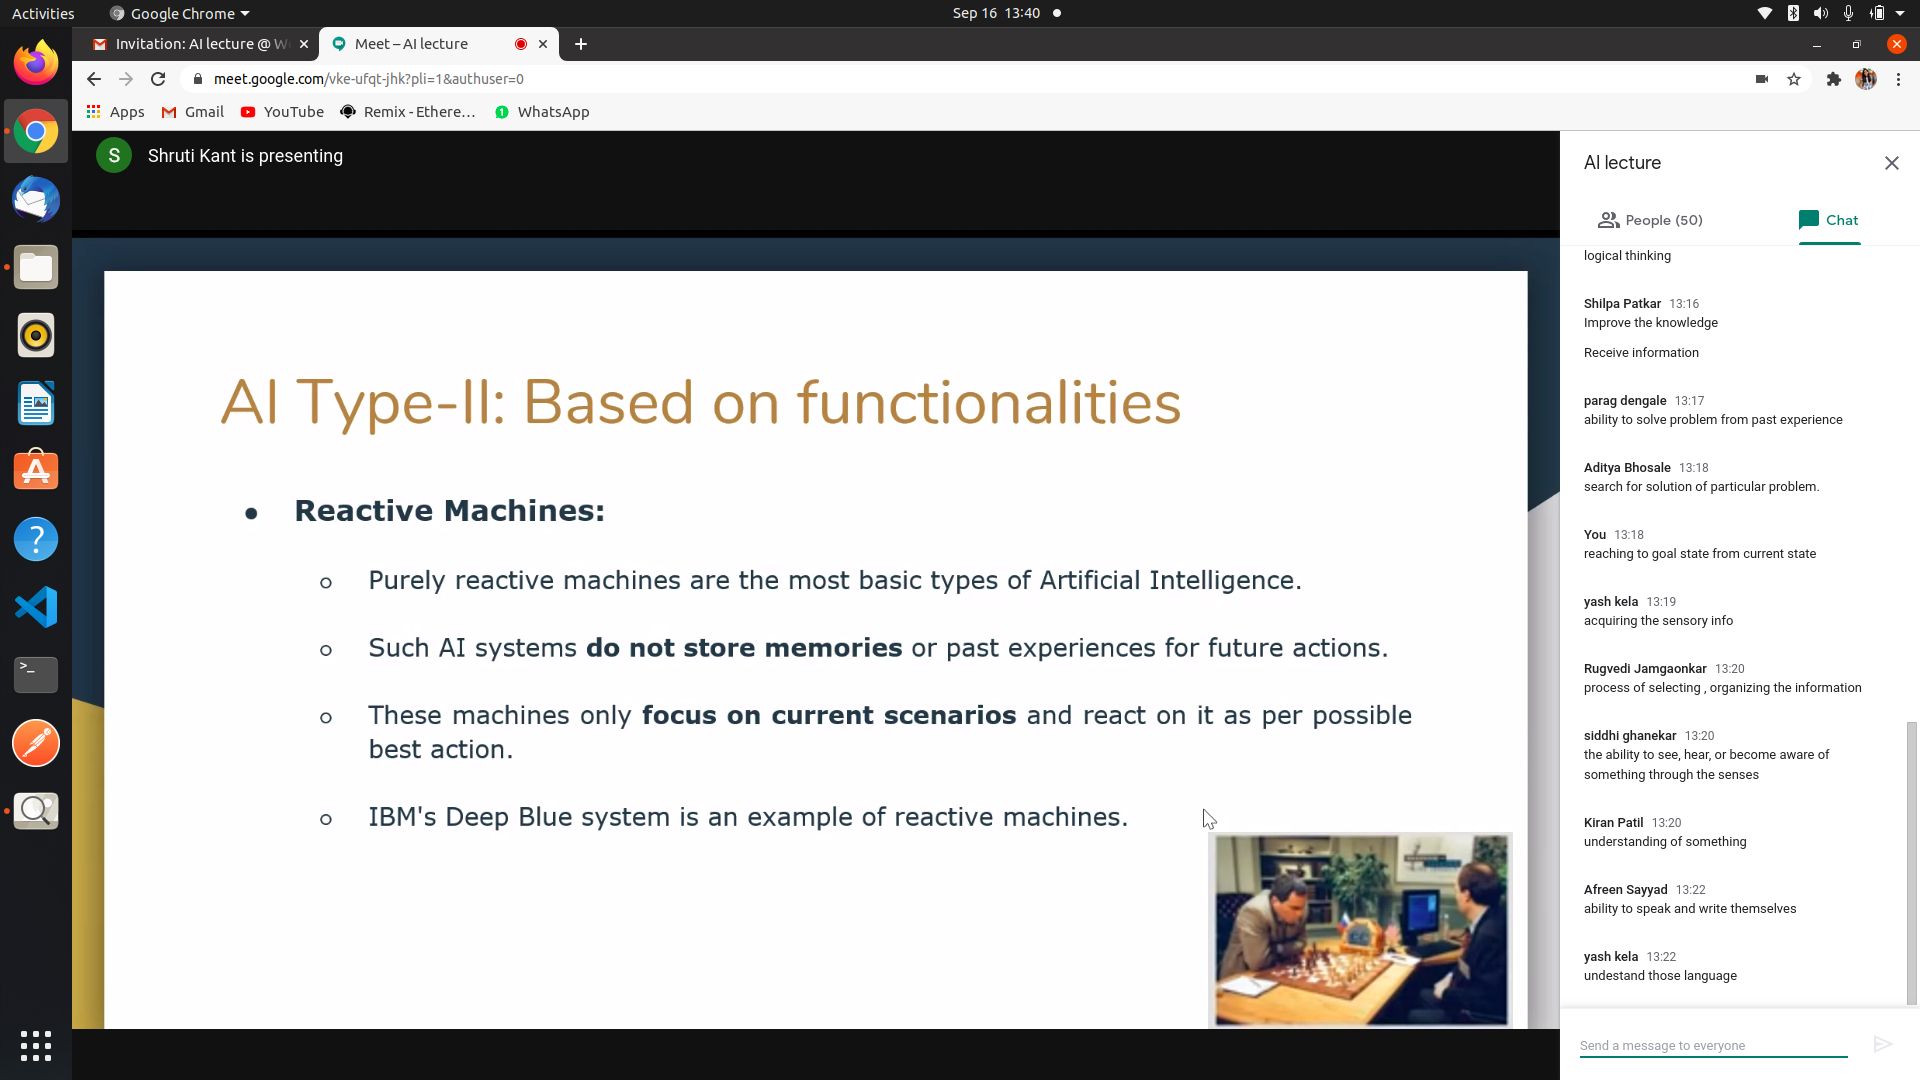 Activities
Google Chrome
Sep 16 13:40
Invitation: AI lecture @ W
Meet – AI lecture
meet.google.com/vke-ufqt-jhk?pli=1&authuser=0
Apps
Gmail
YouTube
Remix - Ethere…
WhatsApp
S
Shruti Kant is presenting
AI Type-II: Based on functionalities
● Reactive Machines:
○ Purely reactive machines are the most basic types of Artificial Intelligence.
○ Such AI systems do not store memories or past experiences for future actions.
○ These machines only focus on current scenarios and react on it as per possible
best action.
○ IBM's Deep Blue system is an example of reactive machines.
AI lecture
People (50)
Chat
logical thinking
Shilpa Patkar 13:16
Improve the knowledge
Receive information
parag dengale 13:17
ability to solve problem from past experience
Aditya Bhosale 13:18
search for solution of particular problem.
You 13:18
reaching to goal state from current state
yash kela 13:19
acquiring the sensory info
Rugvedi Jamgaonkar 13:20
process of selecting , organizing the information
siddhi ghanekar 13:20
the ability to see, hear, or become aware of
something through the senses
Kiran Patil 13:20
understanding of something
Afreen Sayyad 13:22
ability to speak and write themselves
yash kela 13:22
undestand those language
Send a message to everyone